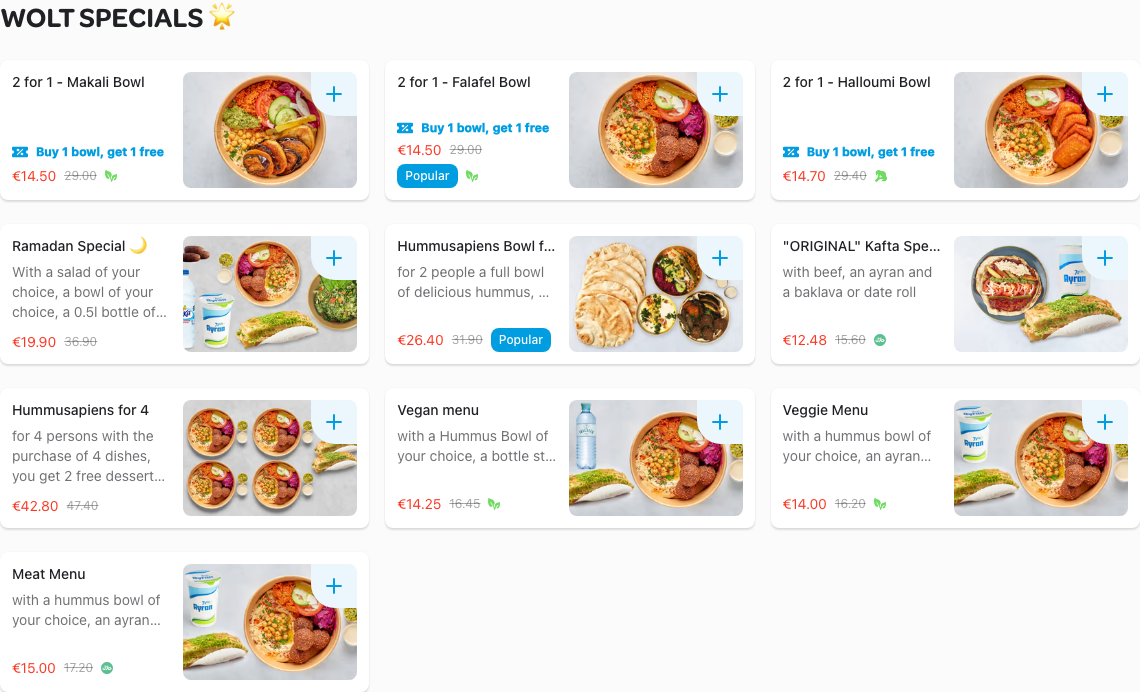 WOLT SPECIALS 🌟
2 for 1 - Makali Bowl
Buy 1 bowl, get 1 free
€14.50 29.00
2 for 1 - Falafel Bowl
Buy 1 bowl, get 1 free
€14.50 29.00
Popular
2 for 1 - Halloumi Bowl
Buy 1 bowl, get 1 free
€14.70 29.40
Ramadan Special 🌙
With a salad of your
choice, a bowl of your
choice, a 0.5l bottle of...
€19.90 36.90
Ayran
Hummusapiens Bowl f...
for 2 people a full bowl
of delicious hummus, ...
€26.40 31.90 Popular
"ORIGINAL" Kafta Spe...
with beef, an ayran and
a baklava or date roll
€12.48 15.60
Ayran
Hummusapiens for 4
for 4 persons with the
purchase of 4 dishes,
you get 2 free dessert...
€42.80 47.40
Vegan menu
with a Hummus Bowl of
your choice, a bottle st...
€14.25 16.45
Veggie Menu
with a hummus bowl of
your choice, an ayran...
€14.00 16.20
Ayran
Meat Menu
with a hummus bowl of
your choice, an ayran...
€15.00 17.20
Ayran